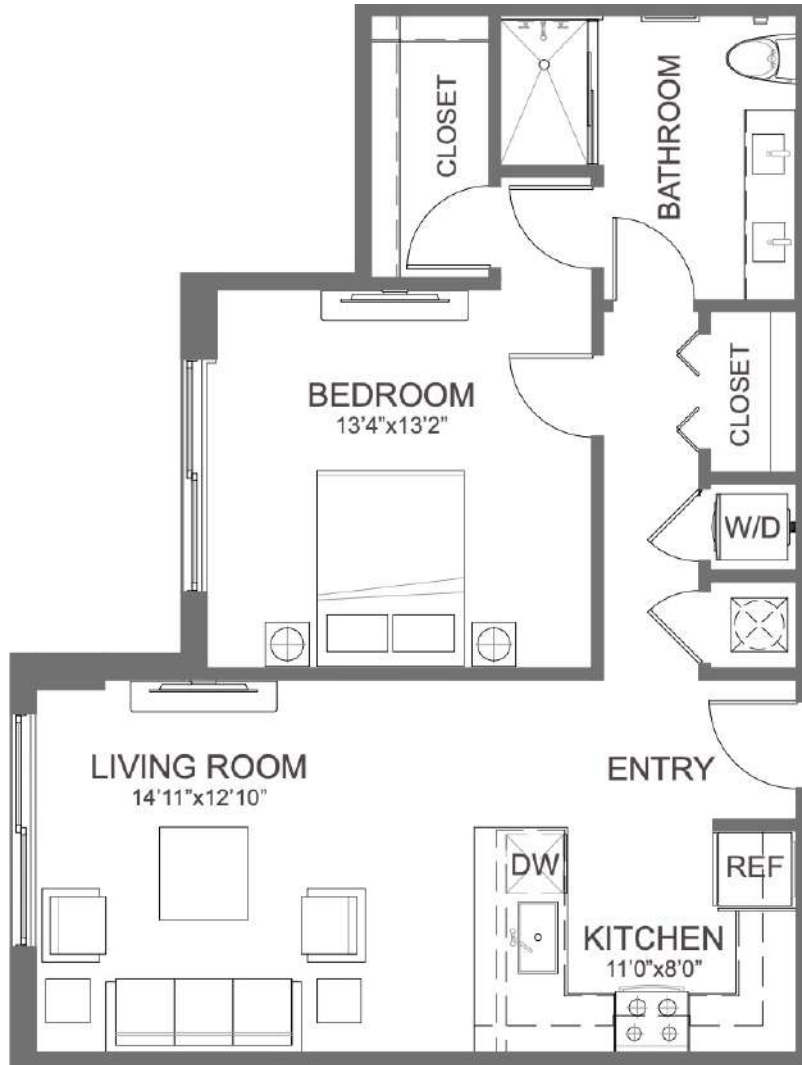 CLOSET
BATHROOM
BEDROOM
13'4"x13'2"
CLOSET
W/D
LIVING ROOM
14'11"x12'10"
ENTRY
DW
REF
KITCHEN
11'0"x8'0"